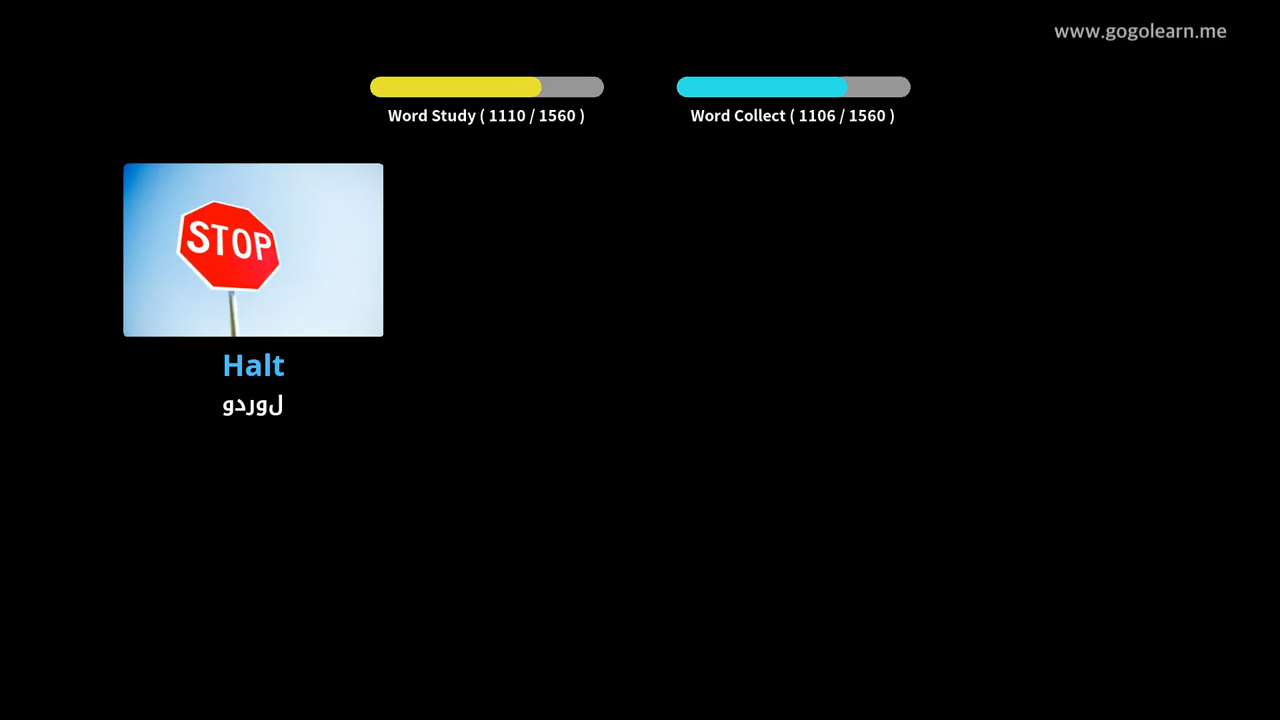 www.gogolearn.me
Word Study ( 1110 / 1560 )
Word Collect ( 1106 / 1560 )
STOP
Halt
لوردو